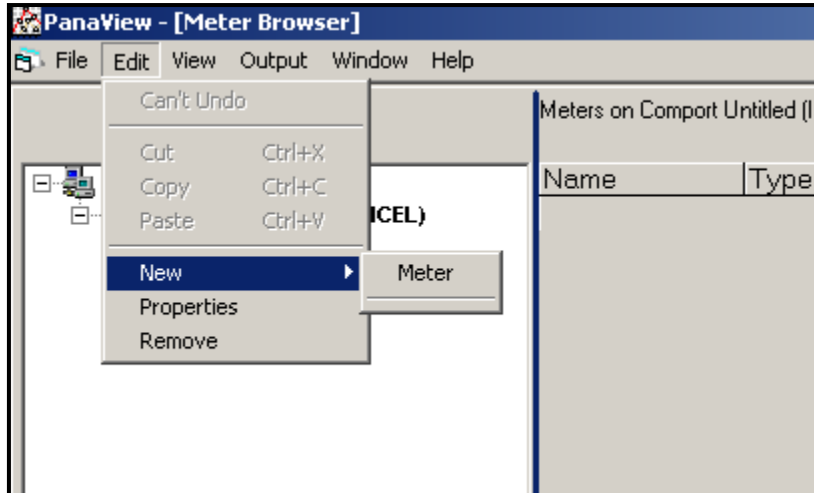 PanaView - [Meter Browser]
File Edit View Output Window Help
Can't Undo
Cut Ctrl+X
Copy Ctrl+C
Paste Ctrl+V
New
Properties
Remove
Meter
ICEL)
Meters on Comport Untitled (I
Name Type